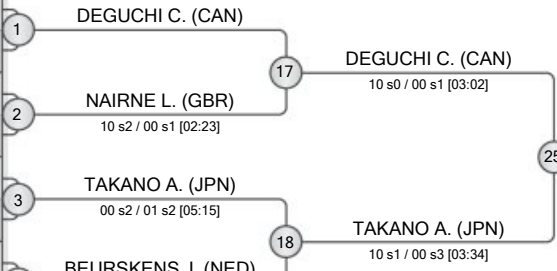 DEGUCHI C. (CAN)
1
17
DEGUCHI C. (CAN)
10 s0 / 00 s1 [03:02]
NAIRNE L. (GBR)
2
10 s2 / 00 s1 [02:23]
25
TAKANO A. (JPN)
3
00 s2 / 01 s2 [05:15]
18
TAKANO A. (JPN)
10 s1 / 00 s3 [03:34]
BEURSKENS J. (NED)